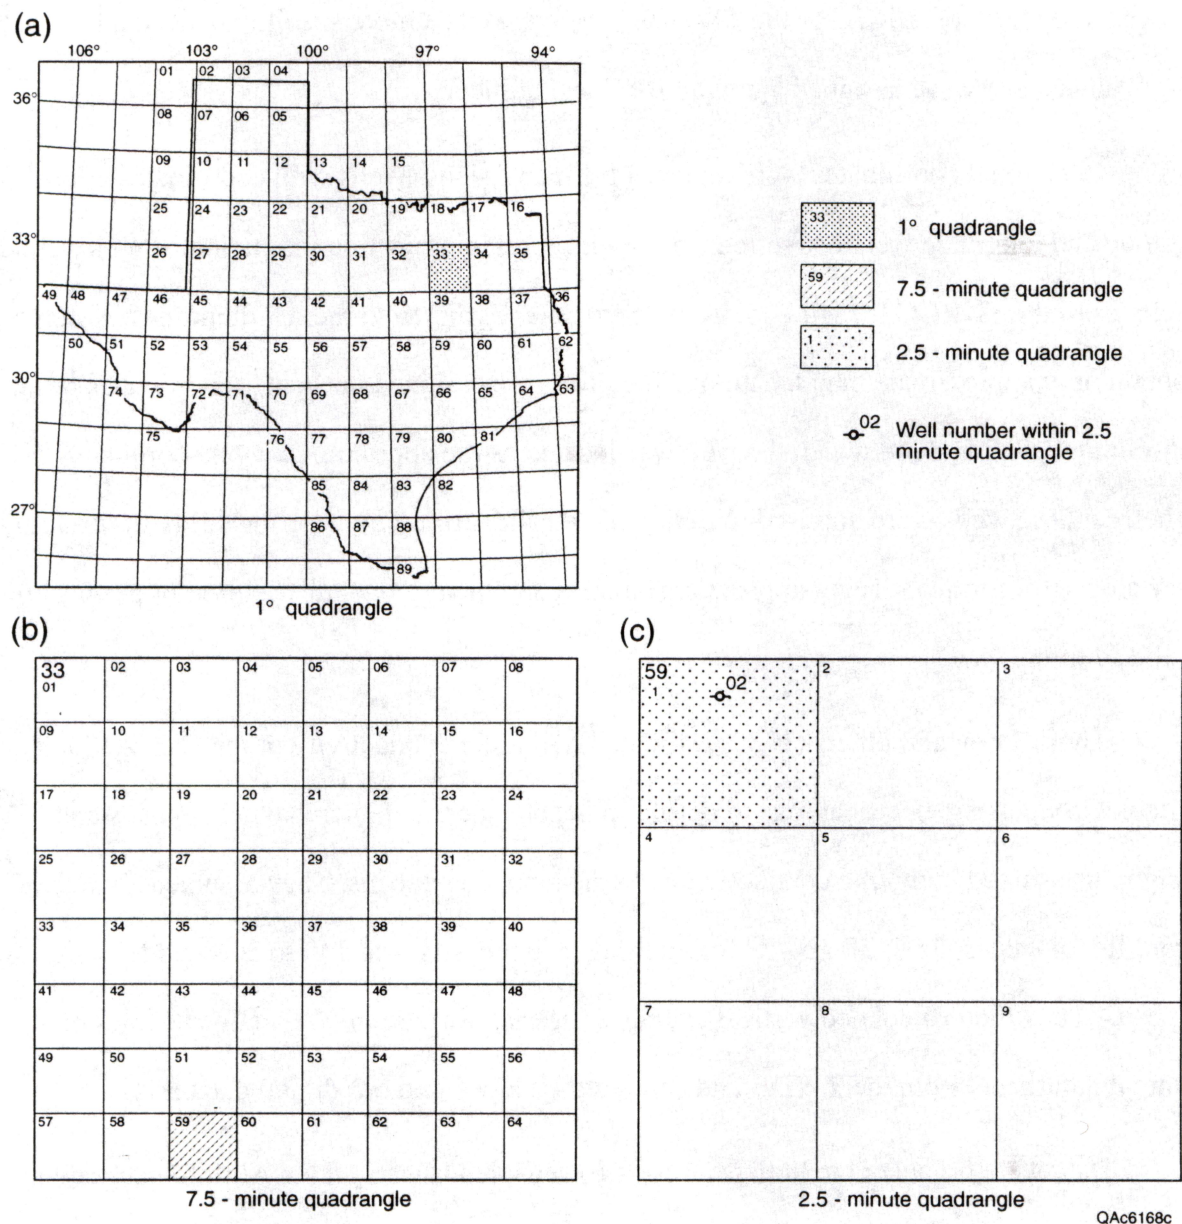 (a)
106° 103° 100° 97° 94°
01 02 03 04
36°
08 07 06 05
09 10 11 12 13 14 15
25 24 23 22 21 20 19 18 17 16
33°
26 27 28 29 30 31 32 33 34 35
49 48 47 46 45 44 43 42 41 40 39 38 37 36
50 51 52 53 54 55 56 57 58 59 60 61 62
30°
74 73 72 71 70 69 68 67 66 65 64 63
75 76 77 78 79 80 81
85 84 83 82
27°
86 87 88
89
1° quadrangle
33 1° quadrangle
59 7.5 - minute quadrangle
1 2.5 - minute quadrangle
02 Well number within 2.5
minute quadrangle
(b)
33
01 02 03 04 05 06 07 08
09 10 11 12 13 14 15 16
17 18 19 20 21 22 23 24
25 26 27 28 29 30 31 32
33 34 35 36 37 38 39 40
41 42 43 44 45 46 47 48
49 50 51 52 53 54 55 56
57 58 59 60 61 62 63 64
7.5 - minute quadrangle
(c)
59
1 02 2 3
4 5 6
7 8 9
2.5 - minute quadrangle
QAc6168c